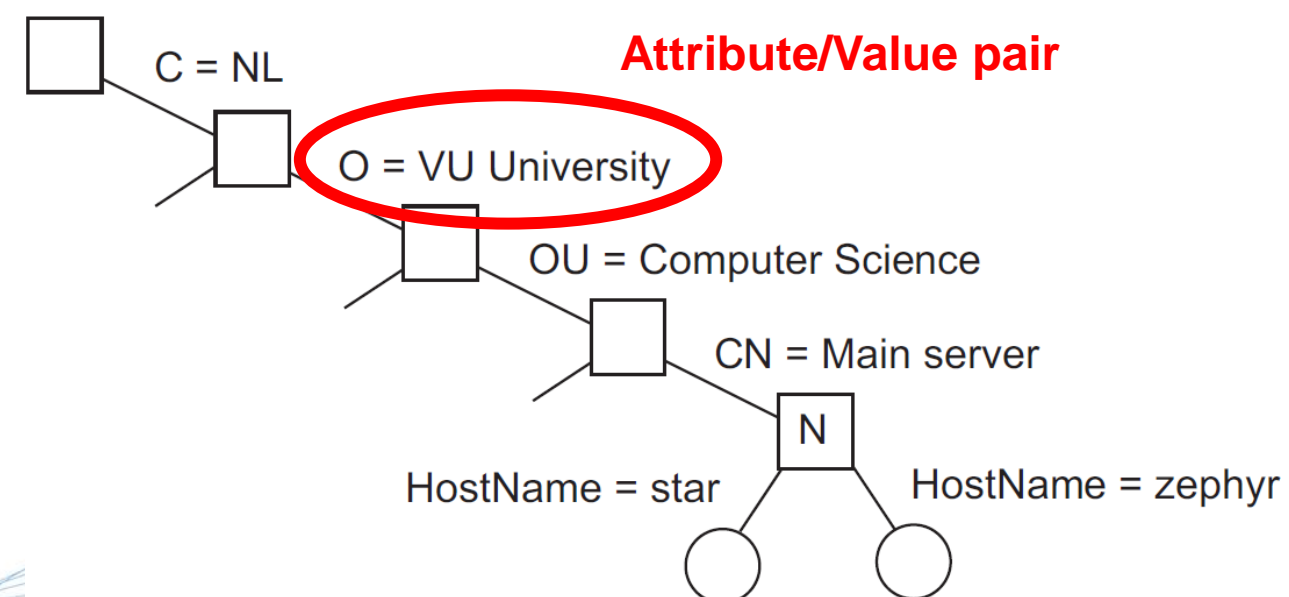 Attribute/Value pair
C = NL
O = VU University
OU = Computer Science
CN = Main server
N
HostName = star
HostName = zephyr